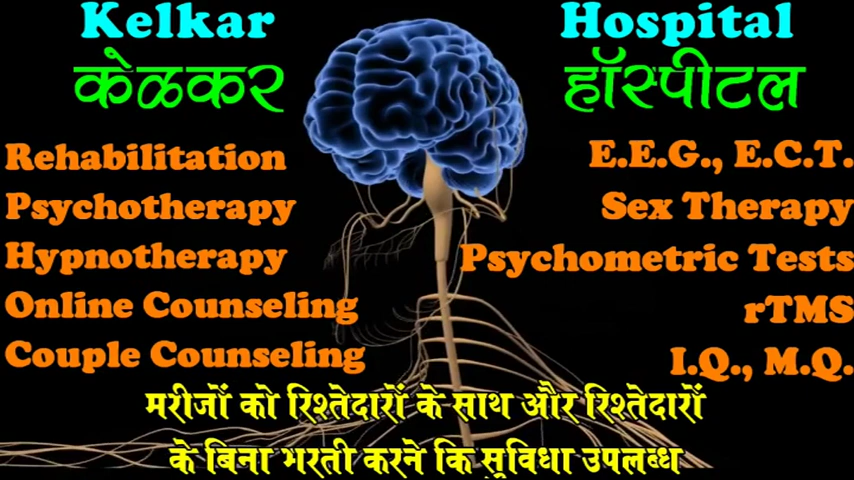 Kelkar Hospital
केळकर हॉस्पीटल
Rehabilitation
Psychotherapy
Hypnotherapy
Online Counseling
Couple Counseling
E.E.G., E.C.T.
Sex Therapy
Psychometric Tests
rTMS
I.Q., M.Q.
मरीजों को रिश्तेदारों के साथ और रिश्तेदारों
के बिना भरती करने कि सुविधा उपलब्ध